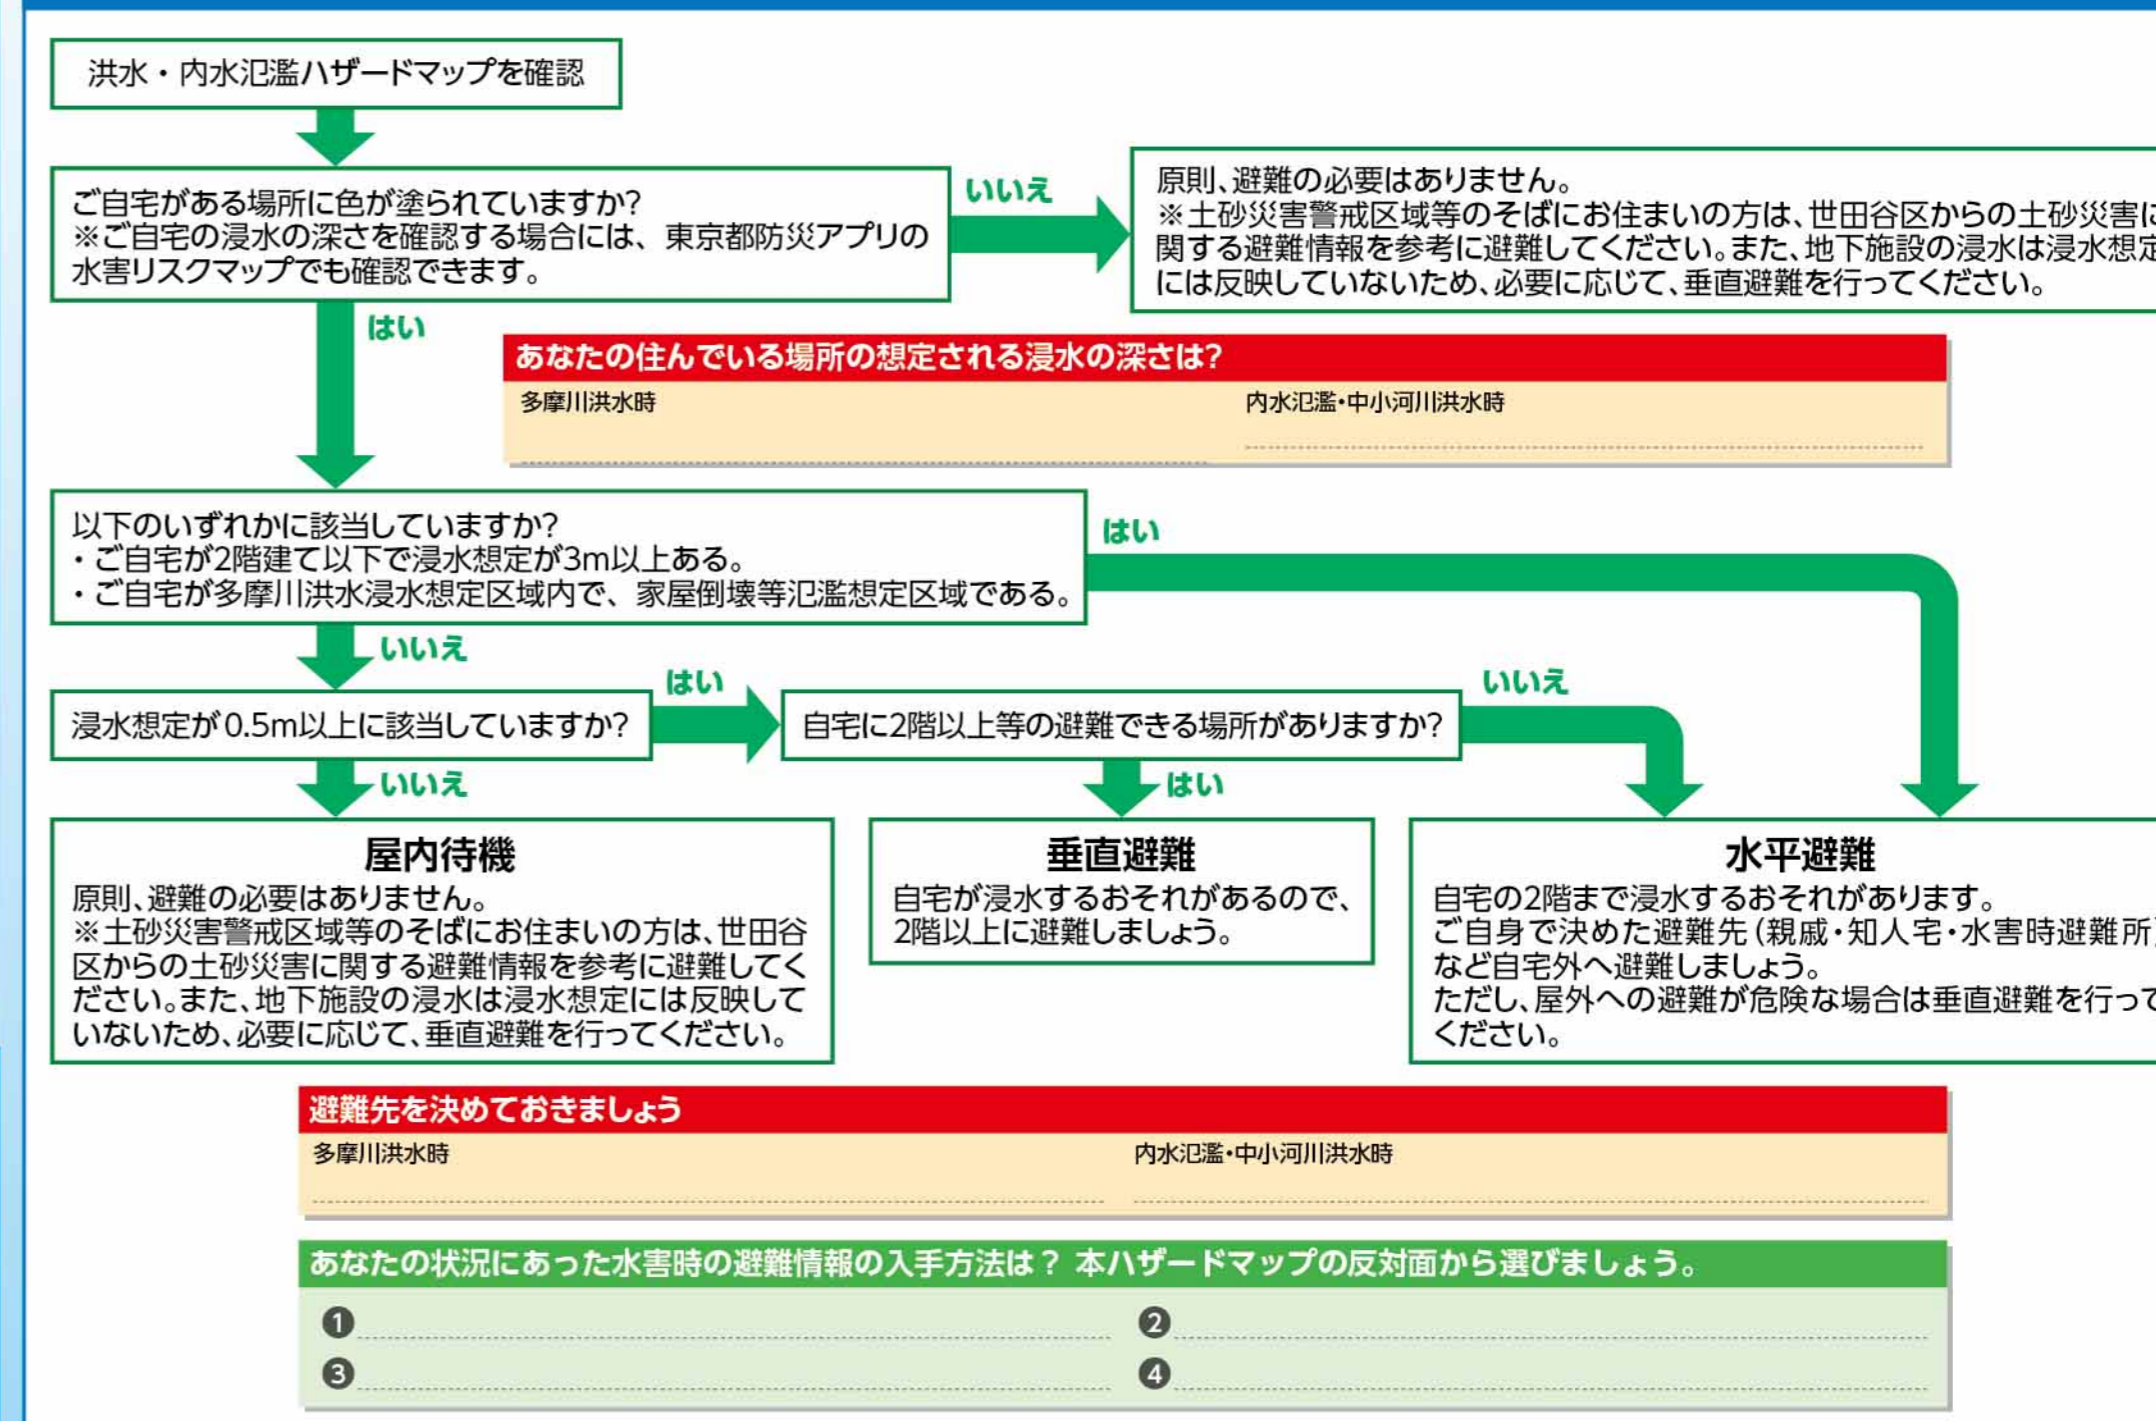 洪水・内水氾濫ハザードマップを確認
ご自宅がある場所に色が塗られていますか?
※ご自宅の浸水の深さを確認する場合には、東京都防災アプリの
水害リスクマップでも確認できます。
いいえ
原則、避難の必要はありません。
※土砂災害警戒区域等のそばにお住まいの方は、世田谷区からの土砂災害に
関する避難情報を参考に避難してください。また、地下施設の浸水は浸水想定
には反映していないため、必要に応じて、垂直避難を行ってください。
はい
あなたの住んでいる場所の想定される浸水の深さは?
多摩川洪水時
内水氾濫・中小河川洪水時
以下のいずれかに該当していますか?
・ご自宅が2階建て以下で浸水想定が3m以上ある。
・ご自宅が多摩川洪水浸水想定区域内で、家屋倒壊等氾濫想定区域である。
はい
いいえ
浸水想定が0.5m以上に該当していますか?
はい
自宅に2階以上等の避難できる場所がありますか?
いいえ
いいえ
はい
屋内待機
原則、避難の必要はありません。
※土砂災害警戒区域等のそばにお住まいの方は、世田谷
区からの土砂災害に関する避難情報を参考に避難してく
ださい。また、地下施設の浸水は浸水想定には反映して
いないため、必要に応じて、垂直避難を行ってください。
垂直避難
自宅が浸水するおそれがあるので、
2階以上に避難しましょう。
水平避難
自宅の2階まで浸水するおそれがあります。
ご自身で決めた避難先(親戚・知人宅・水害時避難所)
など自宅外へ避難しましょう。
ただし、屋外への避難が危険な場合は垂直避難を行って
ください。
避難先を決めておきましょう
多摩川洪水時
内水氾濫・中小河川洪水時
あなたの状況にあった水害時の避難情報の入手方法は? 本ハザードマップの反対面から選びましょう。
❶
❷
❸
❹